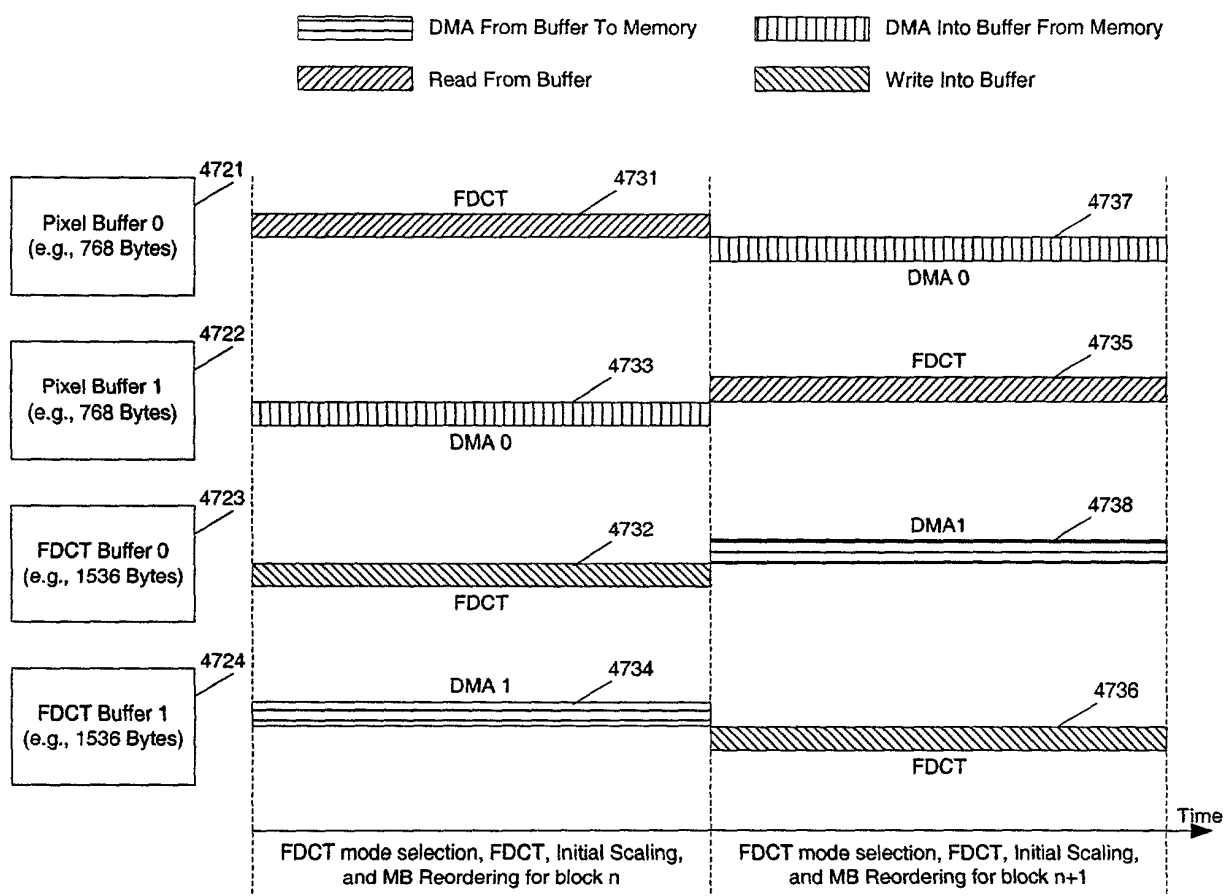 DMA From Buffer To Memory
DMA Into Buffer From Memory
Read From Buffer
Write Into Buffer
4721
Pixel Buffer 0
(e.g., 768 Bytes)
FDCT
4731
4737
DMA 0
4722
Pixel Buffer 1
(e.g., 768 Bytes)
4733
DMA 0
FDCT
4735
4723
FDCT Buffer 0
(e.g., 1536 Bytes)
4732
FDCT
DMA1
4738
4724
FDCT Buffer 1
(e.g., 1536 Bytes)
DMA 1
4734
4736
FDCT
Time
FDCT mode selection, FDCT, Initial Scaling,
and MB Reordering for block n
FDCT mode selection, FDCT, Initial Scaling,
and MB Reordering for block n+1